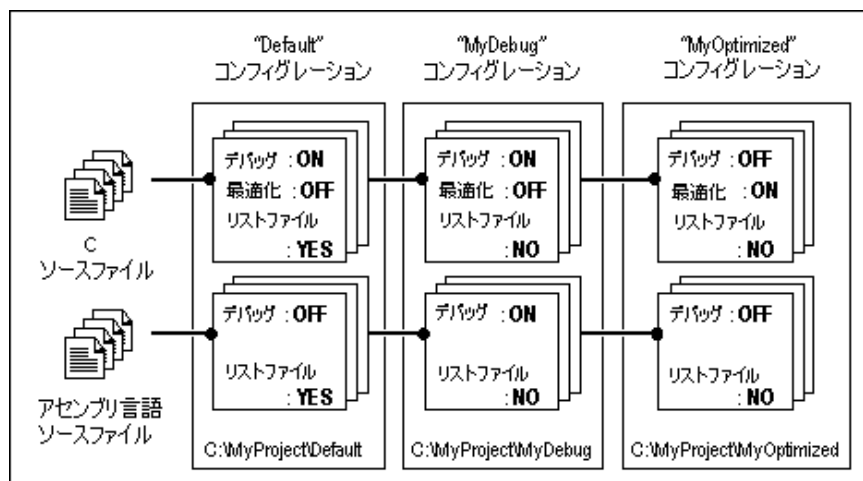 “Default”
コンフィグレーション
“MyDebug”
コンフィグレーション
“MyOptimized”
コンフィグレーション
C
ソースファイル
デバッグ : ON
最適化 : OFF
リストファイル
: YES
デバッグ : ON
最適化 : OFF
リストファイル
: NO
デバッグ : OFF
最適化 : ON
リストファイル
: NO
アセンブリ言語
ソースファイル
デバッグ : OFF
リストファイル
: YES
デバッグ : ON
リストファイル
: NO
デバッグ : OFF
リストファイル
: NO
C:\MyProject\Default
C:\MyProject\MyDebug
C:\MyProject\MyOptimized